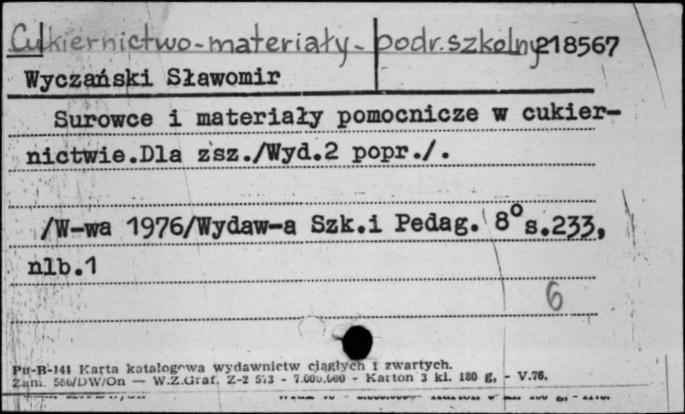 Cukiernictwo-materiały- podr.szkolny 218567
Wyczański Sławomir
Surowce i materiały pomocnicze w cukier-
nictwie.Dla zsz./Wyd.2 popr./.
/W-wa 1976/Wydaw-a Szk.i Pedag. 8° s.233,
nlb.1
6
Pu-B-141 Karta katalogowa wydawnictw ciągłych i zwartych.
Zam. 566/DW/On — W.Z.Graf. Z-2 573 - 7.000.000 - Karton 3 kl. 180 g, - V.76.